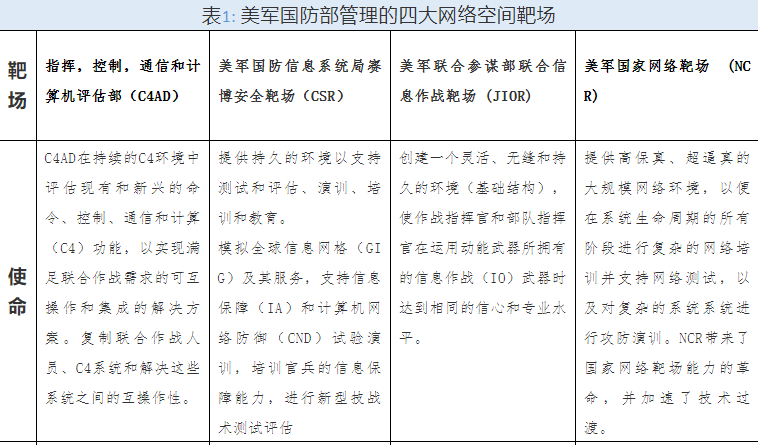 表1: 美军国防部管理的四大网络空间靶场
靶场
指挥，控制，通信和计
算机评估部（C4AD）
美军国防信息系统局赛
博安全靶场（CSR）
美军联合参谋部联合信
息作战靶场 (JIOR)
美军国家网络靶场 (NC
R)
使命
C4AD在持续的C4环境中
评估现有和新兴的命
令、控制、通信和计算
（C4）功能，以实现满
足联合作战需求的可互
操作和集成的解决方
案。复制联合作战人
员、C4系统和解决这些
系统之间的互操作性。
提供持久的环境以支持
测试和评估、演训、培
训和教育。
模拟全球信息网格（GI
G）及其服务，支持信息
保障（IA）和计算机网
络防御（CND）试验演
训，培训官兵的信息保
障能力，进行新型技战
术测试评估
创建一个灵活、无缝和持
久的环境（基础结构），
使作战指挥官和部队指挥
官在运用动能武器所拥有
的信息作战（IO）武器时
达到相同的信心和专业水
平。
提供高保真、超逼真的
大规模网络环境，以便
在系统生命周期的所有
阶段进行复杂的网络培
训并支持网络测试，以
及对复杂的系统系统进
行攻防演训。NCR带来了
国家网络靶场能力的革
命，并加速了技术过
渡。